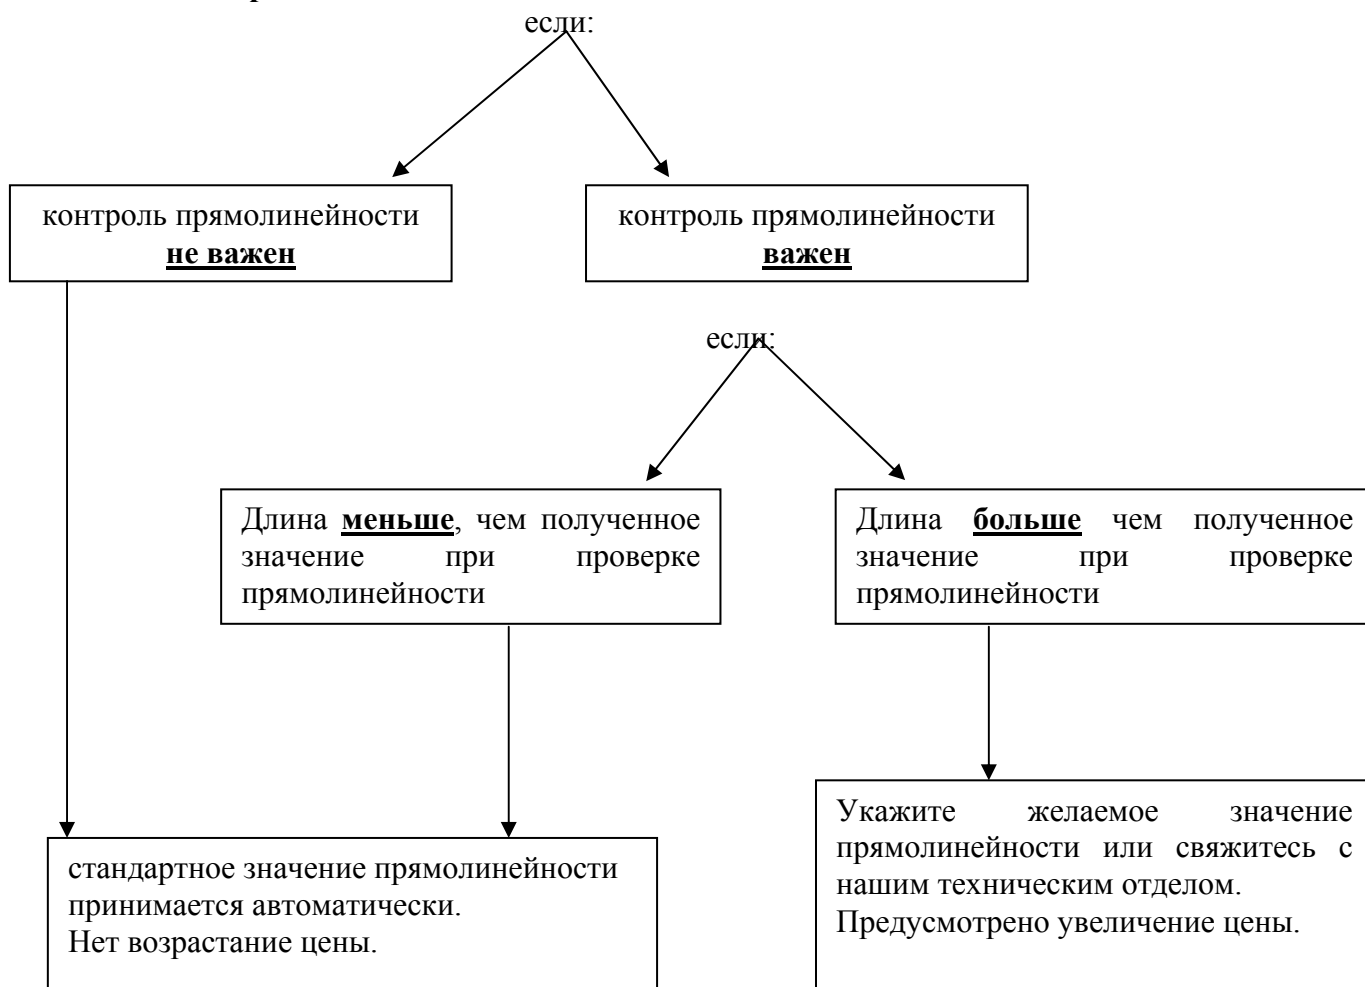 если:
контроль прямолинейности
не важен
контроль прямолинейности
важен
если:
Длина меньше, чем полученное
значение при проверке
прямолинейности
Длина больше чем полученное
значение при проверке
прямолинейности
стандартное значение прямолинейности
принимается автоматически.
Нет возрастание цены.
Укажите желаемое значение
прямолинейности или свяжитесь с
нашим техническим отделом.
Предусмотрено увеличение цены.